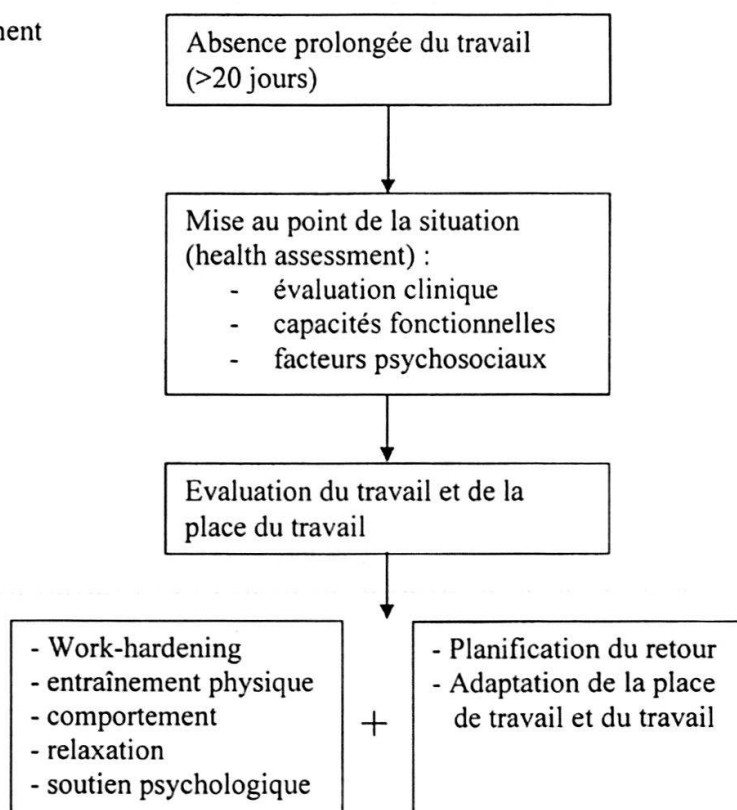 Absence prolongée du travail
(>20 jours)
Mise au point de la situation
(health assessment) :
- évaluation clinique
- capacités fonctionnelles
- facteurs psychosociaux
Evaluation du travail et de la
place du travail
- Work-hardening
- entraînement physique
- comportement
- relaxation
- soutien psychologique
+
- Planification du retour
- Adaptation de la place
de travail et du travail